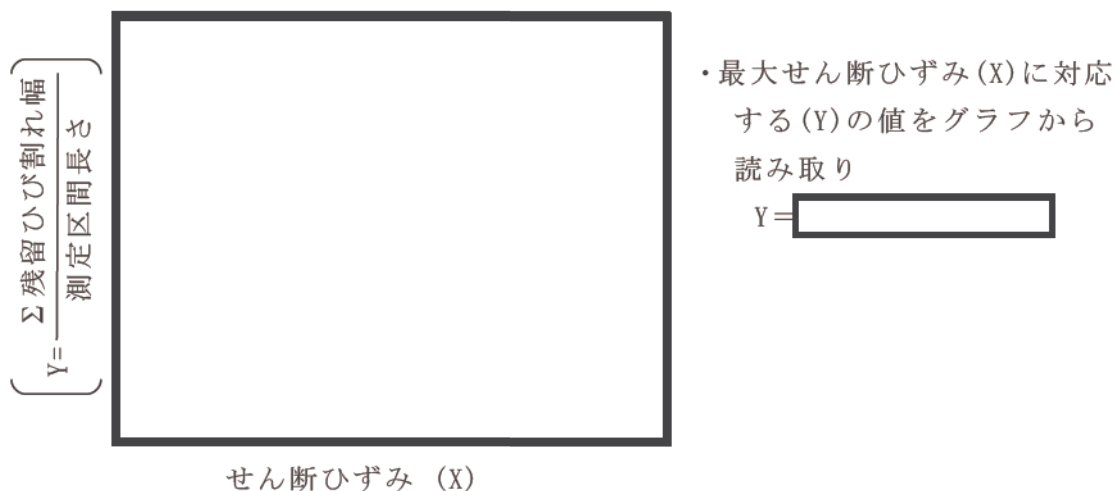 Y=Σ残留ひび割れ幅
測定区間長さ
・最大せん断ひずみ(X)に対応
する(Y)の値をグラフから
読み取り
Y=
せん断ひずみ (X)